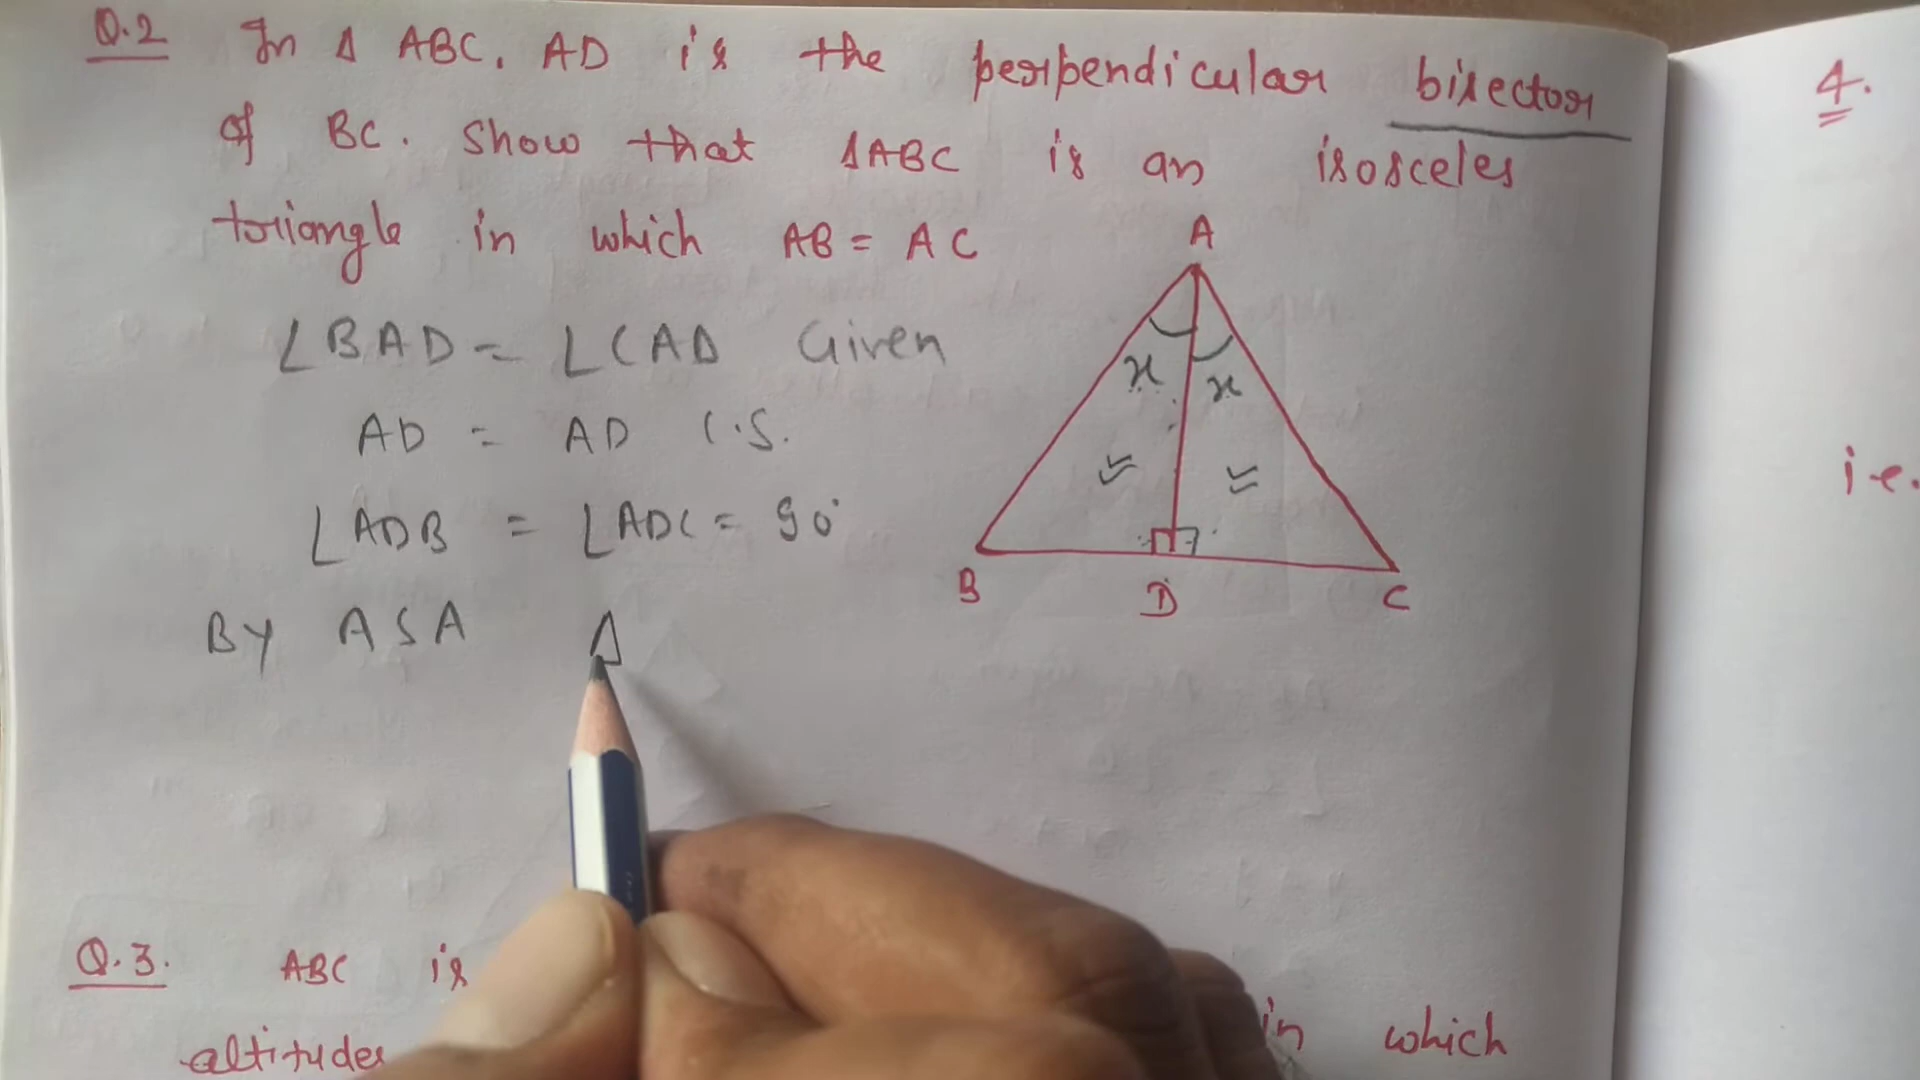 Q.2 In Δ ABC, AD is the perpendicular bisector
of BC. Show that ΔABC is an isosceles
triangle in which AB = AC
∠BAD = ∠CAD Given
AD = AD C.S.
∠ADB = ∠ADC = 90°
By ASA Δ
A
x x
B D C
Q.3. ABC is
in which
altitudes
4.
i.e.